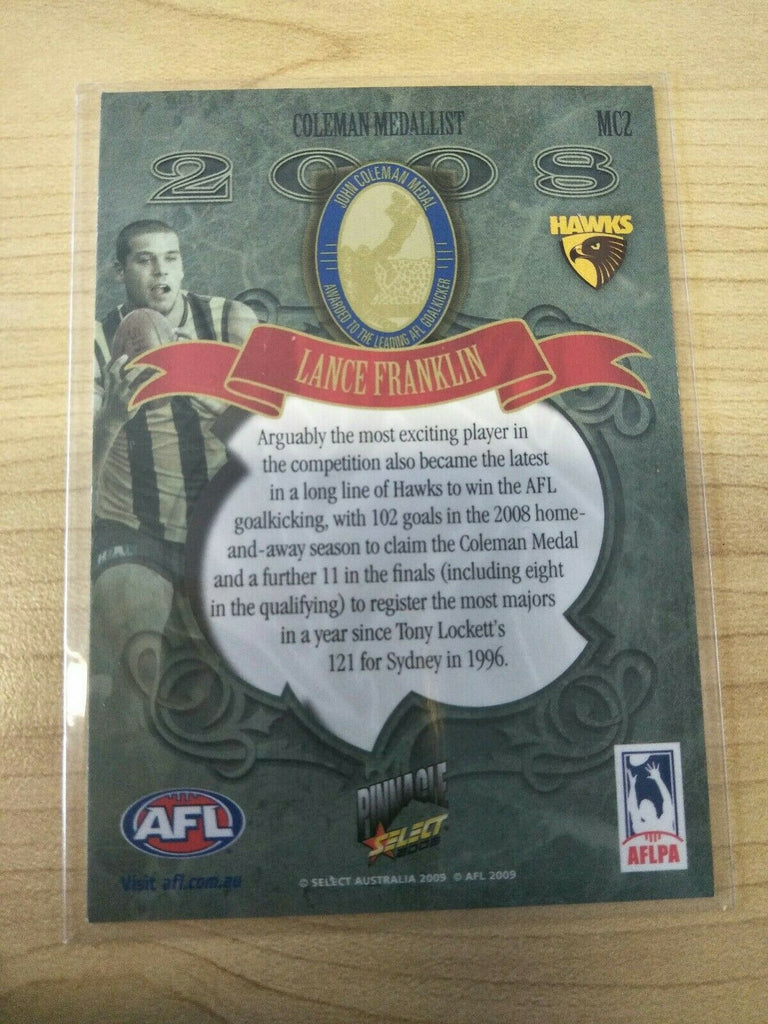 COLEMAN MEDALLIST
MC2
2008
JOHN COLEMAN MEDAL
AWARDED TO THE LEADING AFL GOALKICKER
HAWKS
LANCE FRANKLIN
Arguably the most exciting player in
the competition also became the latest
in a long line of Hawks to win the AFL
goalkicking, with 102 goals in the 2008 home-
and-away season to claim the Coleman Medal
and a further 11 in the finals (including eight
in the qualifying) to register the most majors
in a year since Tony Lockett's
121 for Sydney in 1996.
AFL
Visit afl.com.au
PINNACLE
SELECT
© SELECT AUSTRALIA 2009 © AFL 2009
AFLPA